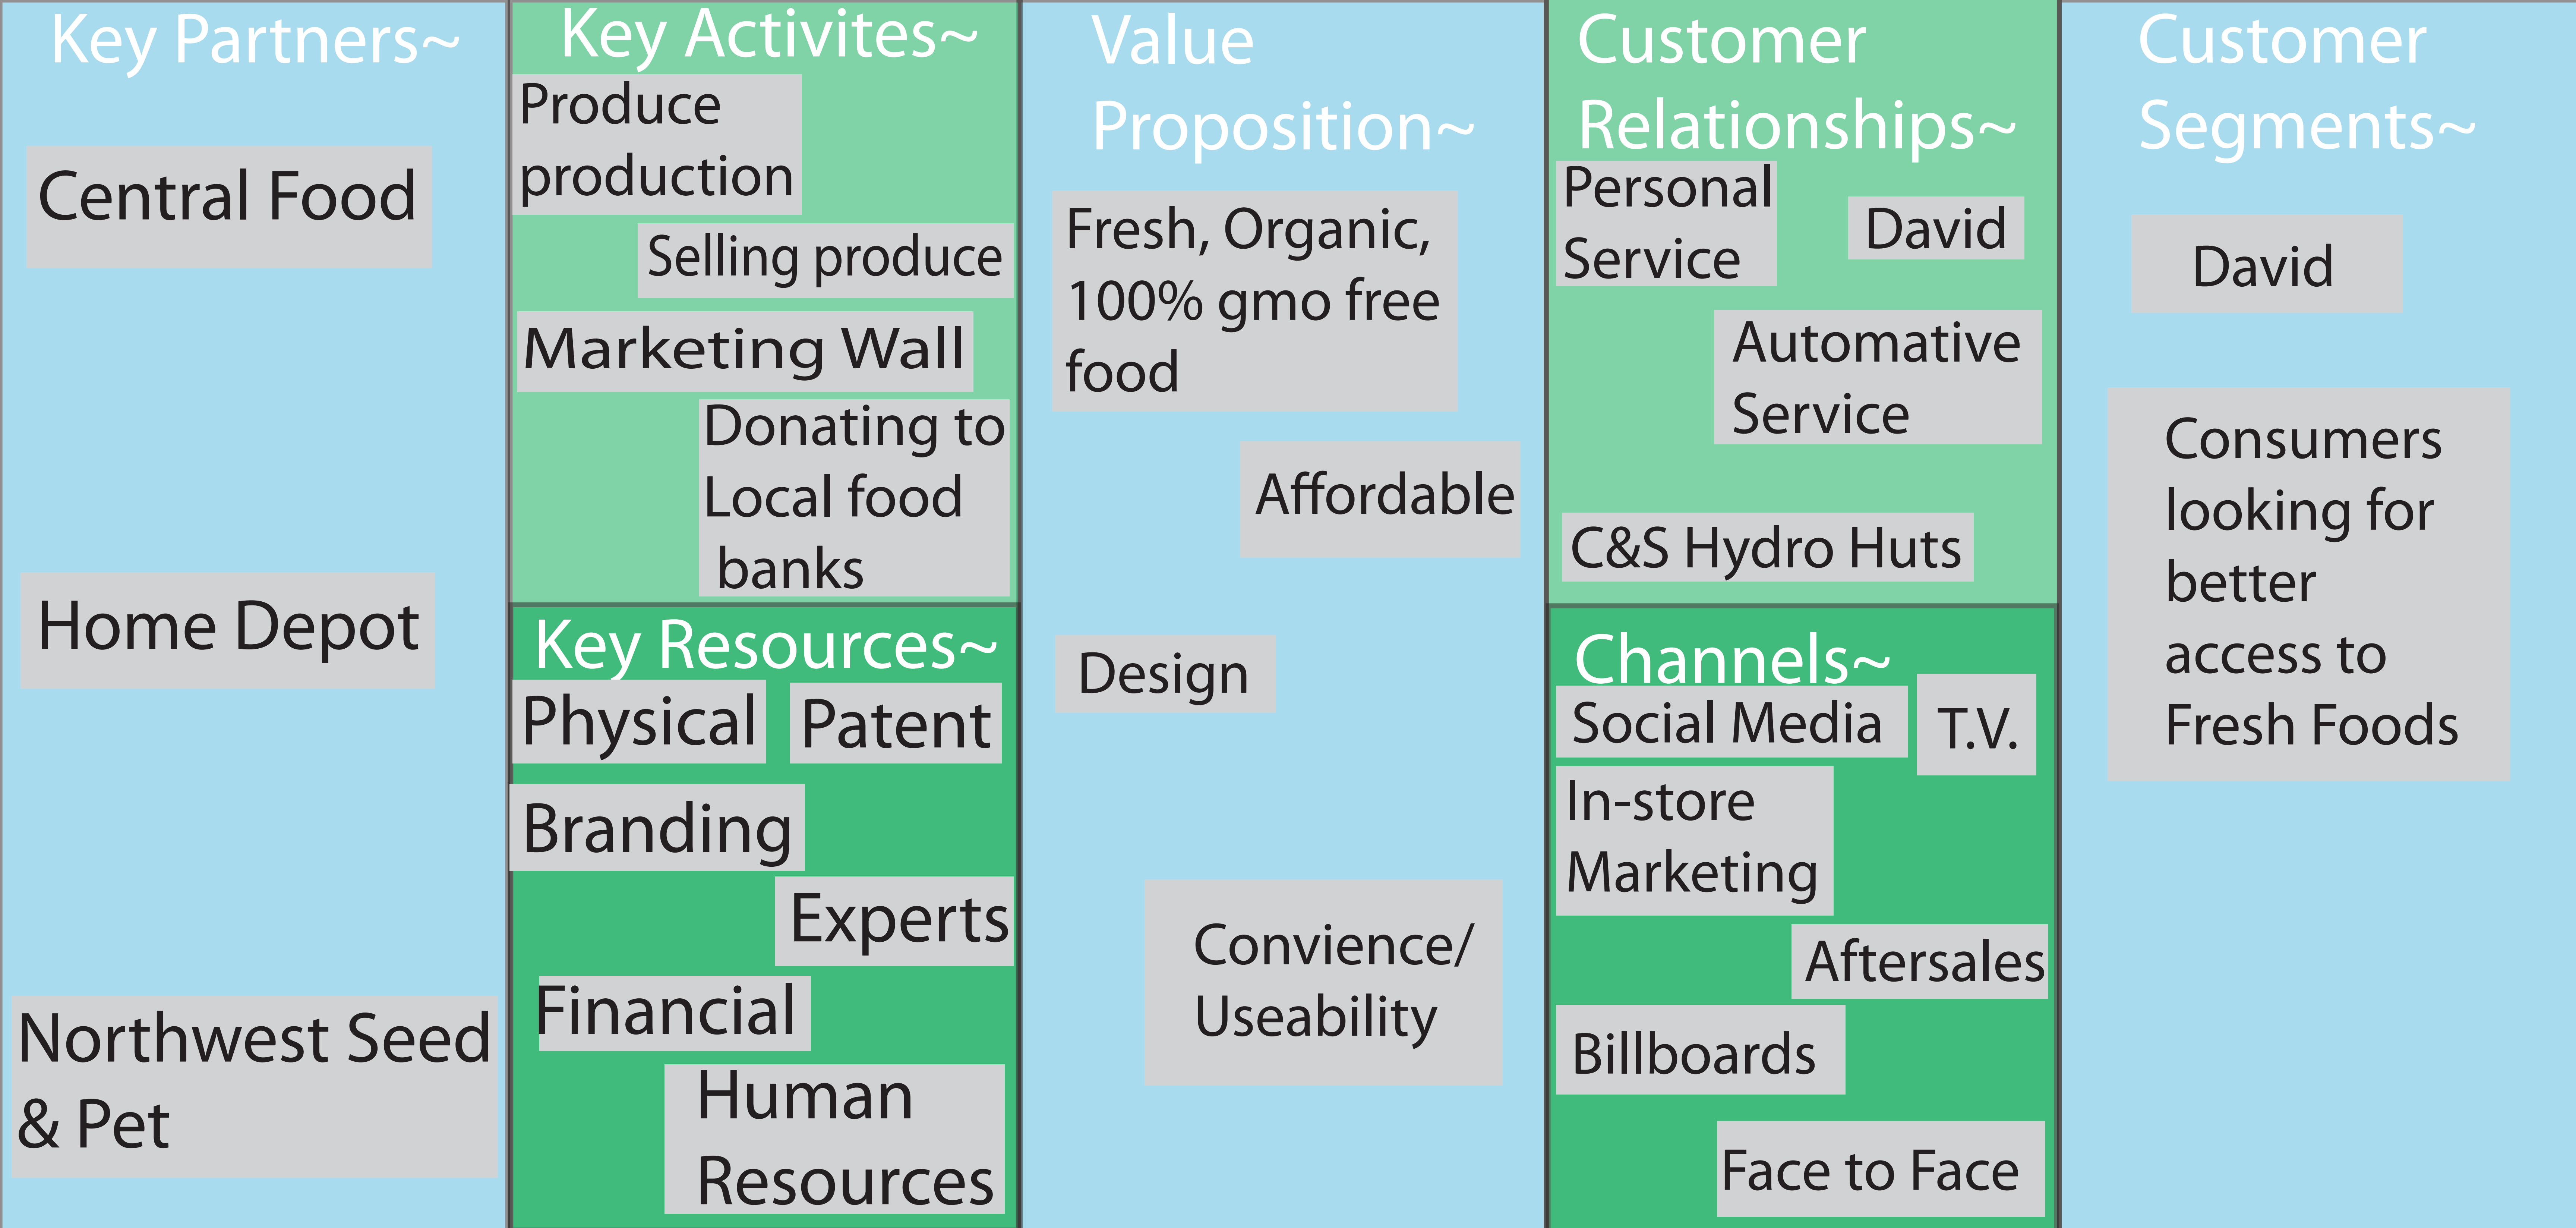 Key Partners~
Central Food
Home Depot
Northwest Seed
& Pet
Key Activites~
Produce
production
Selling produce
Marketing Wall
Donating to
Local food
banks
Key Resources~
Physical
Patent
Branding
Experts
Financial
Human
Resources
Value
Proposition~
Fresh, Organic,
100% gmo free
food
Affordable
Design
Convience/
Useability
Customer
Relationships~
Personal
Service
David
Automative
Service
C&S Hydro Huts
Channels~
Social Media
T.V.
In-store
Marketing
Aftersales
Billboards
Face to Face
Customer
Segments~
David
Consumers
looking for
better
access to
Fresh Foods